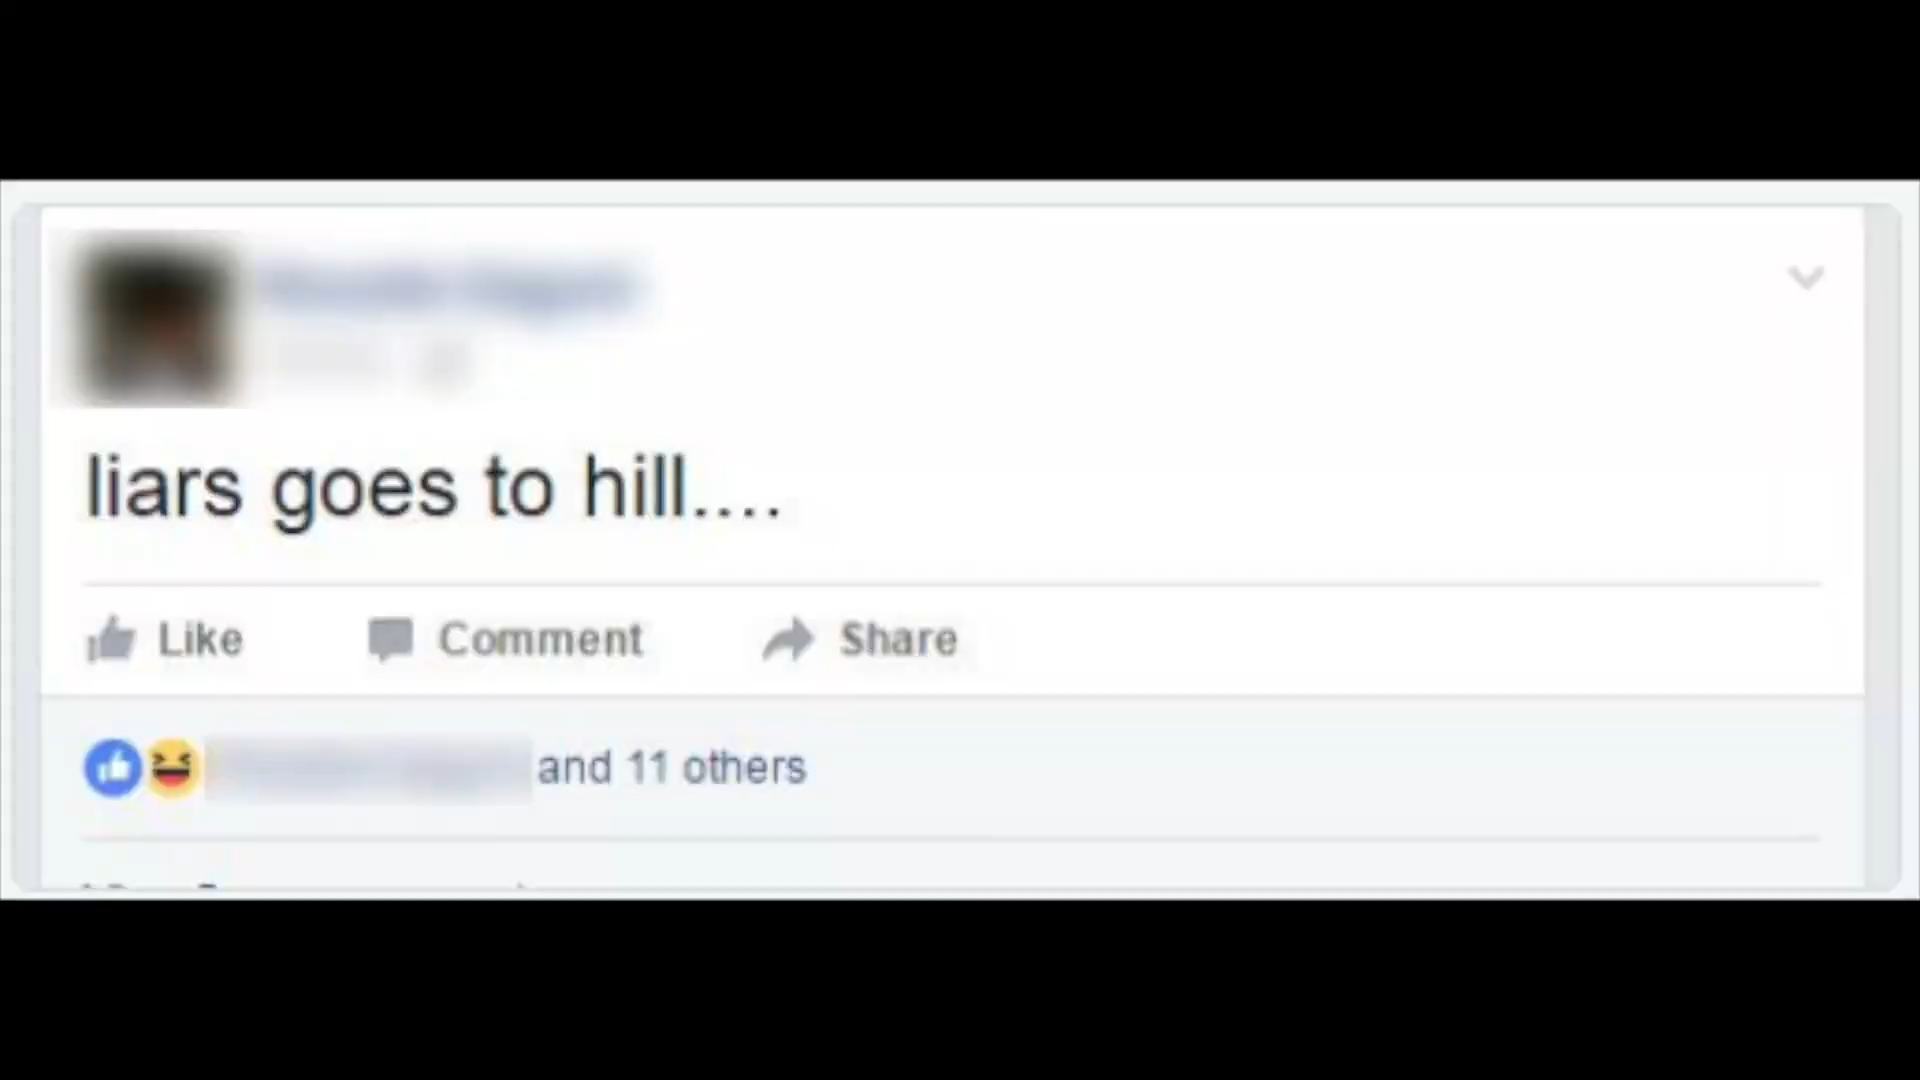 liars goes to hill....
Like Comment Share
and 11 others